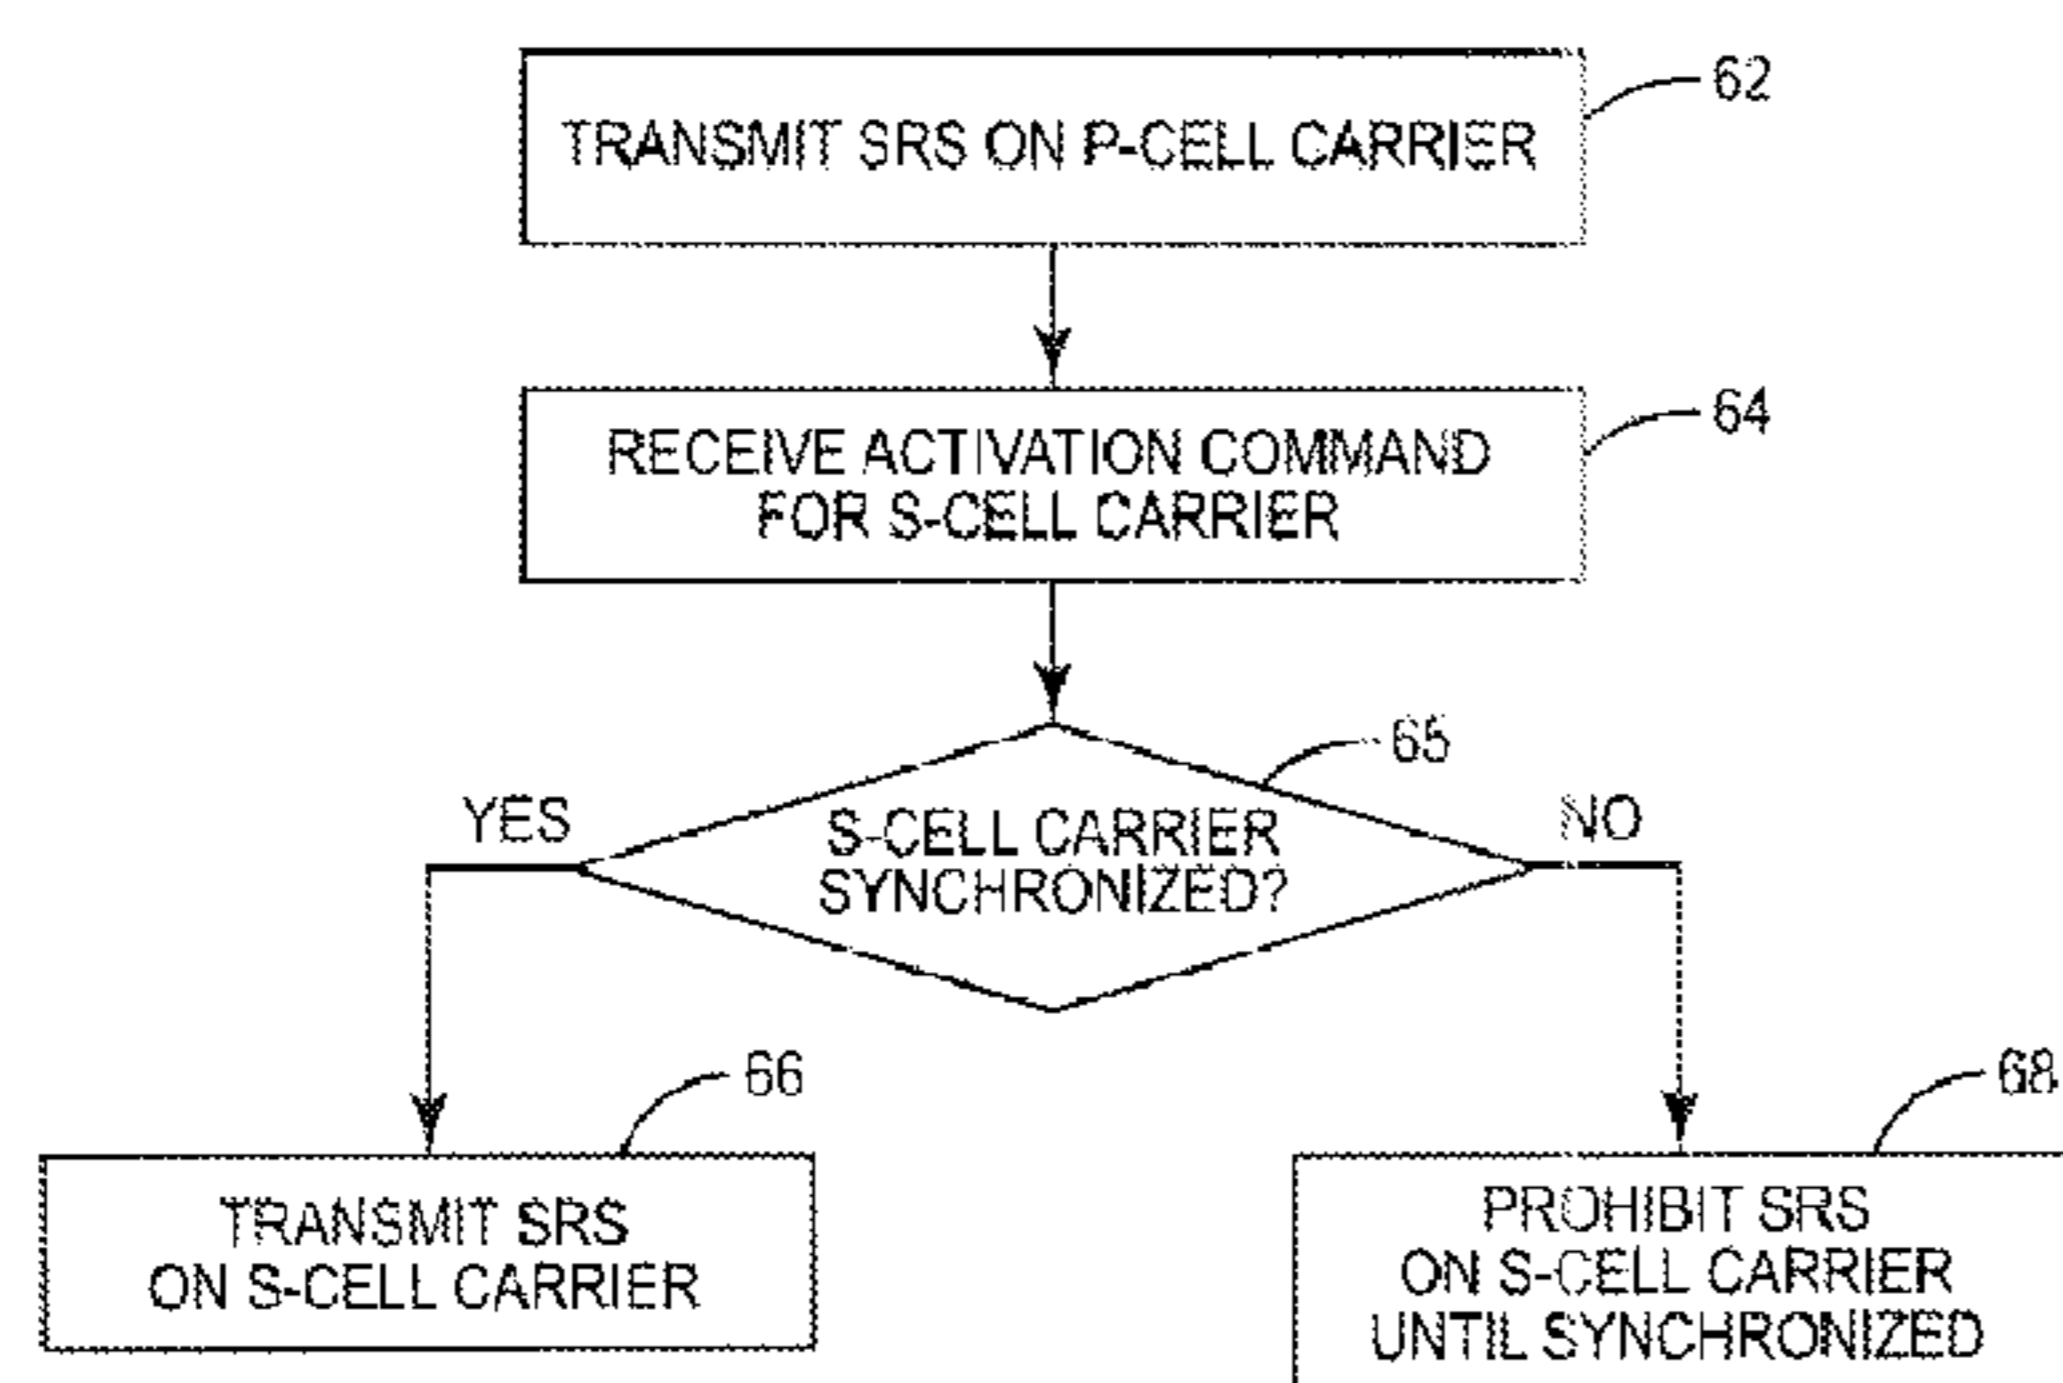 TRANSMIT SRS ON P-CELL CARRIER
62
RECEIVE ACTIVATION COMMAND
FOR S-CELL CARRIER
64
65
YES
S-CELL CARRIER
SYNCHRONIZED?
NO
66
TRANSMIT SRS
ON S-CELL CARRIER
68
PROHIBIT SRS
ON S-CELL CARRIER
UNTIL SYNCHRONIZED